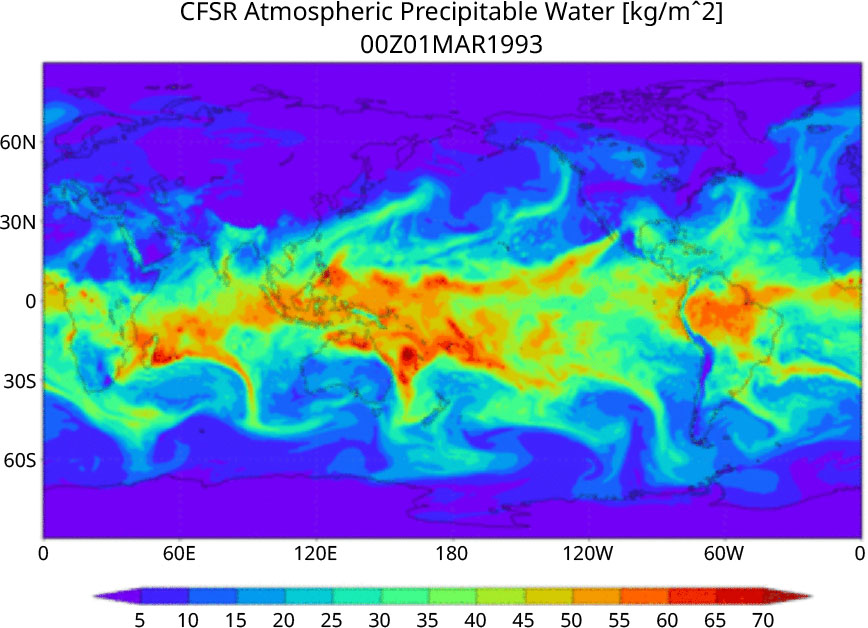 CFSR Atmospheric Precipitable Water [kg/mˆ2]
00Z01MAR1993
60N
30N
0
30S
60S
0 60E 120E 180 120W 60W 0
5 10 15 20 25 30 35 40 45 50 55 60 65 70